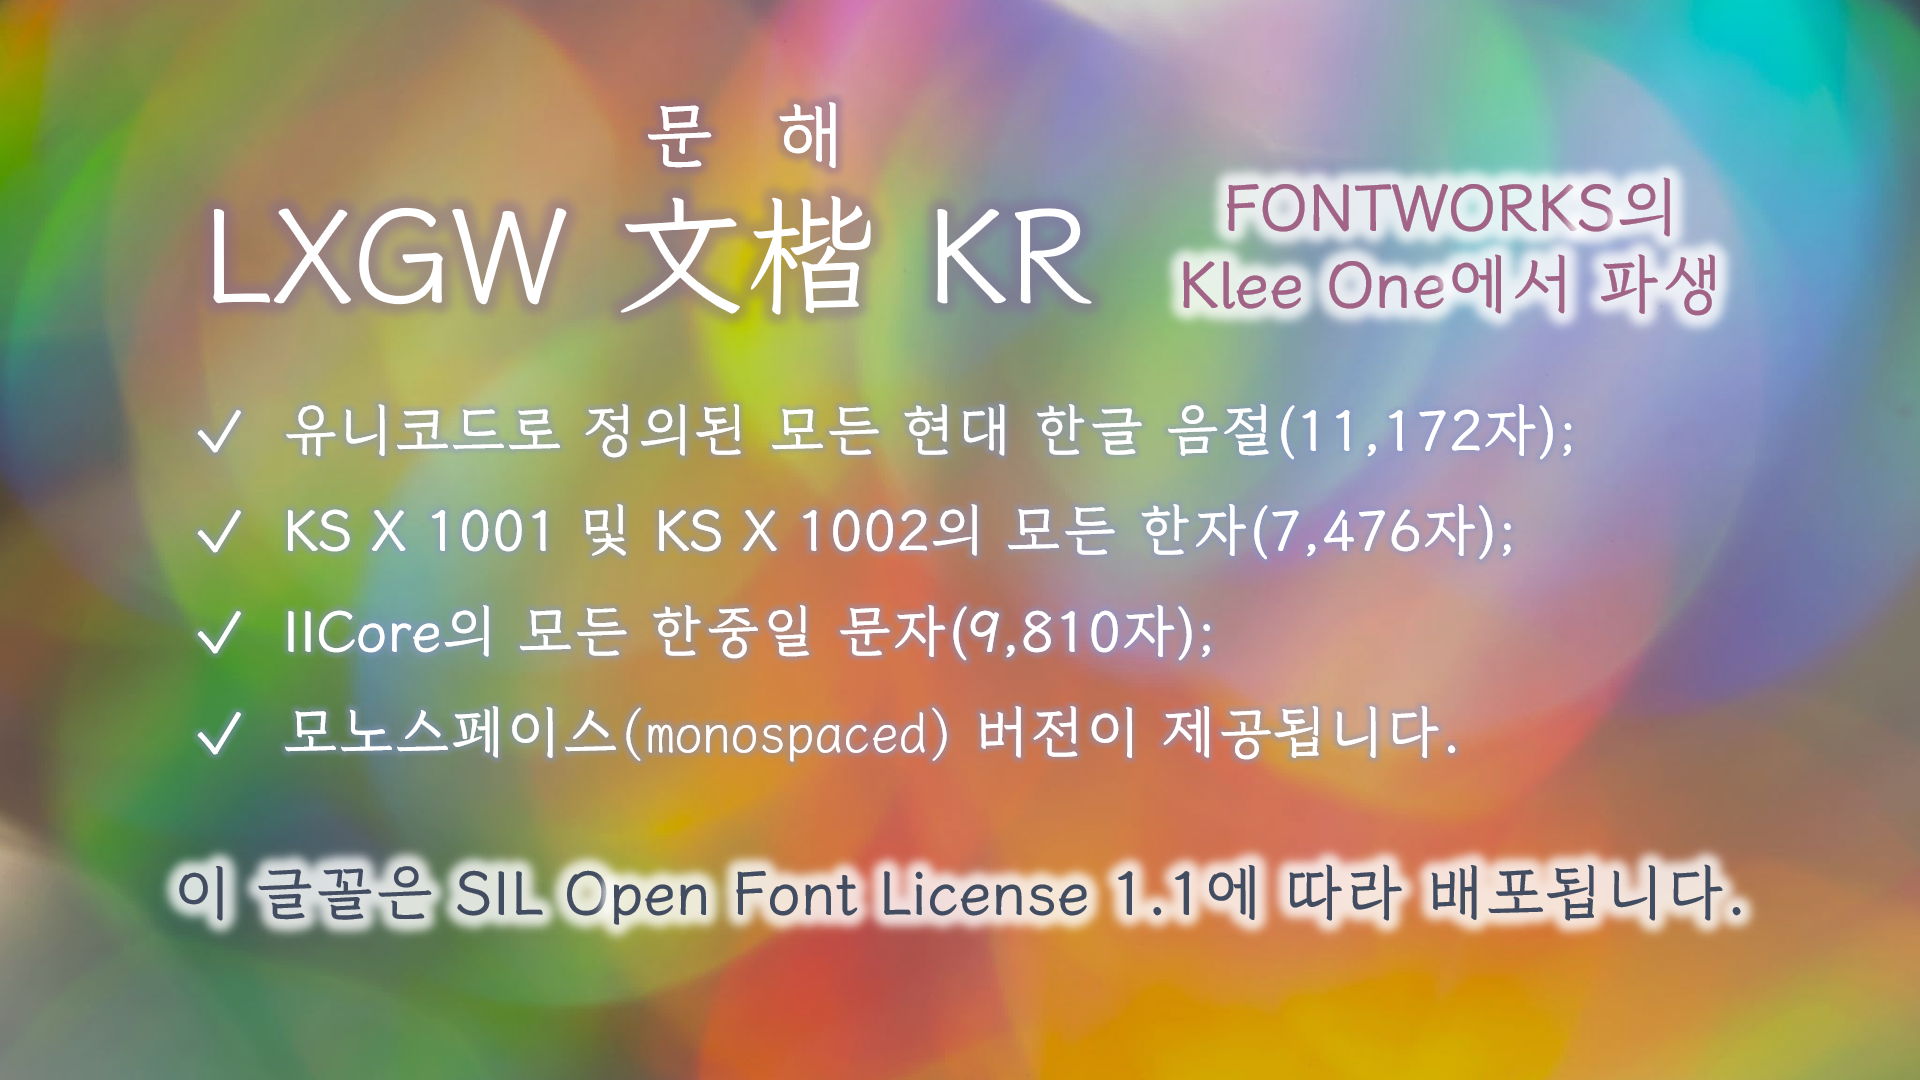 문 해
LXGW 文楷 KR
FONTWORKS의
Klee One에서 파생
✓ 유니코드로 정의된 모든 현대 한글 음절(11,172자);
✓ KS X 1001 및 KS X 1002의 모든 한자(7,476자);
✓ IICore의 모든 한중일 문자(9,810자);
✓ 모노스페이스(monospaced) 버전이 제공됩니다.
이 글꼴은 SIL Open Font License 1.1에 따라 배포됩니다.